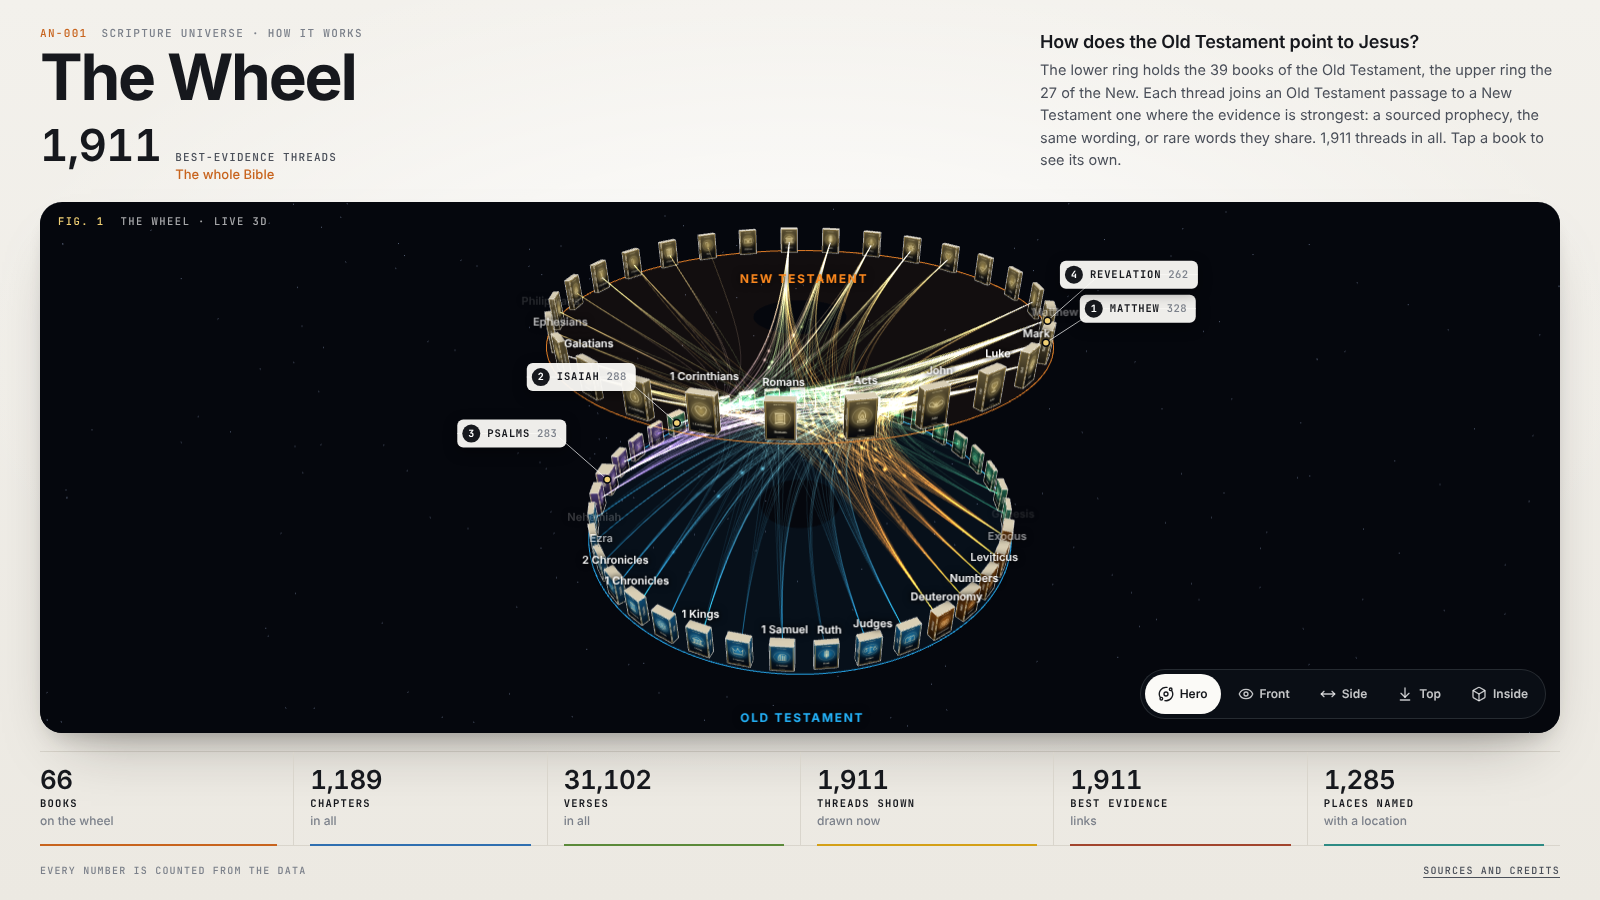 AN-001 SCRIPTURE UNIVERSE · HOW IT WORKS
The Wheel
1,911 BEST-EVIDENCE THREADS
The whole Bible
How does the Old Testament point to Jesus?
The lower ring holds the 39 books of the Old Testament, the upper ring the
27 of the New. Each thread joins an Old Testament passage to a New
Testament one where the evidence is strongest: a sourced prophecy, the
same wording, or rare words they share. 1,911 threads in all. Tap a book to
see its own.
FIG. 1 THE WHEEL · LIVE 3D
NEW TESTAMENT
4 REVELATION 262
1 MATTHEW 328
Ephesians
Mark
Galatians
Luke
2 ISAIAH 288
1 Corinthians
Romans
Acts
John
3 PSALMS 283
Nehemiah
Genesis
Ezra
Exodus
2 Chronicles
Leviticus
1 Chronicles
Numbers
Deuteronomy
1 Kings
1 Samuel
Ruth
Judges
Hero
Front
Side
Top
Inside
OLD TESTAMENT
66
BOOKS
on the wheel
1,189
CHAPTERS
in all
31,102
VERSES
in all
1,911
THREADS SHOWN
drawn now
1,911
BEST EVIDENCE
links
1,285
PLACES NAMED
with a location
EVERY NUMBER IS COUNTED FROM THE DATA
SOURCES AND CREDITS